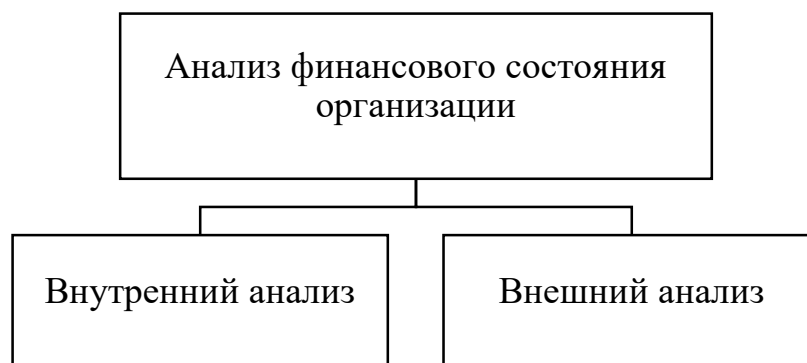 Анализ финансового состояния
организации
Внутренний анализ
Внешний анализ